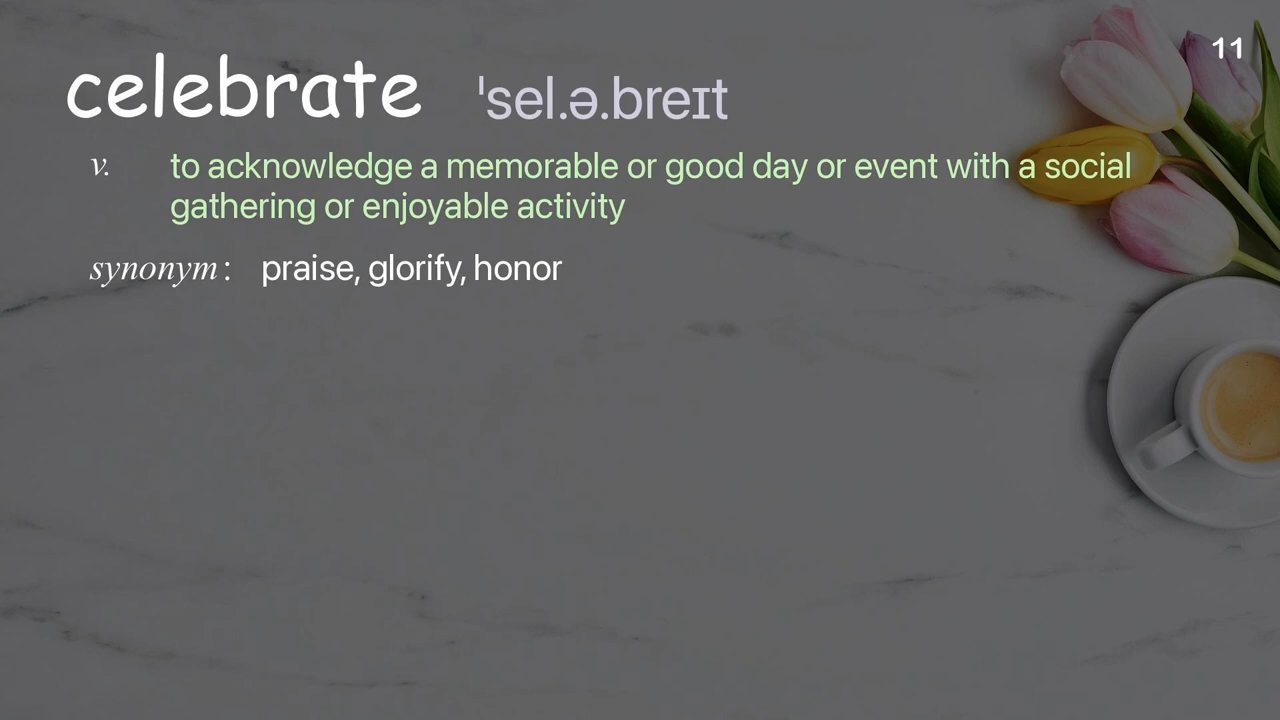 11
celebrate ˈsel.ə.breɪt
v. to acknowledge a memorable or good day or event with a social
gathering or enjoyable activity
synonym : praise, glorify, honor